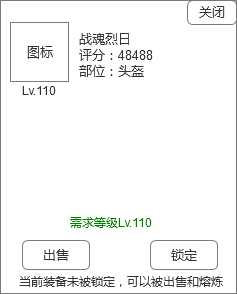 关闭
图标
战魂烈日
评分：48488
部位：头盔
Lv.110
需求等级Lv.110
出售
锁定
当前装备未被锁定，可以被出售和熔炼